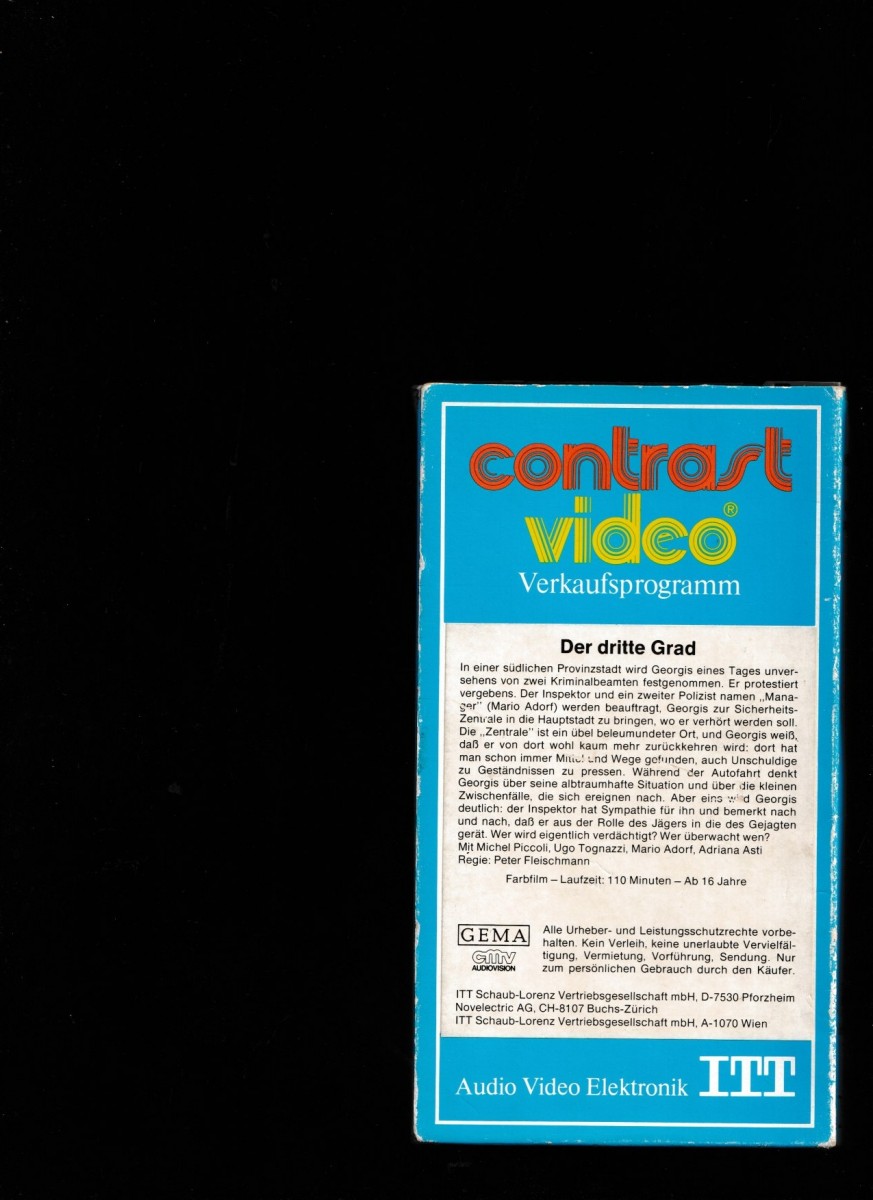 contrast
video®
Verkaufsprogramm
Der dritte Grad
In einer südlichen Provinzstadt wird Georgis eines Tages unver-
sehens von zwei Kriminalbeamten festgenommen. Er protestiert
vergebens. Der Inspektor und ein zweiter Polizist namen „Mana-
ger" (Mario Adorf) werden beauftragt, Georgis zur Sicherheits-
Zentrale in die Hauptstadt zu bringen, wo er verhört werden soll.
Die „Zentrale" ist ein übel beleumundeter Ort, und Georgis weiß,
daß er von dort wohl kaum mehr zurückkehren wird: dort hat
man schon immer Mittel und Wege gefunden, auch Unschuldige
zu Geständnissen zu pressen. Während der Autofahrt denkt
Georgis über seine albtraumhafte Situation und über die kleinen
Zwischenfälle, die sich ereignen nach. Aber eins wird Georgis
deutlich: der Inspektor hat Sympathie für ihn und bemerkt nach
und nach, daß er aus der Rolle des Jägers in die des Gejagten
gerät. Wer wird eigentlich verdächtigt? Wer überwacht wen?
Mit Michel Piccoli, Ugo Tognazzi, Mario Adorf, Adriana Asti
Regie: Peter Fleischmann
Farbfilm – Laufzeit: 110 Minuten – Ab 16 Jahre
GEMA
cmv
AUDIOVISION
Alle Urheber- und Leistungsschutzrechte vorbe-
halten. Kein Verleih, keine unerlaubte Vervielfäl-
tigung, Vermietung, Vorführung, Sendung. Nur
zum persönlichen Gebrauch durch den Käufer.
ITT Schaub-Lorenz Vertriebsgesellschaft mbH, D-7530 Pforzheim
Novelectric AG, CH-8107 Buchs-Zürich
ITT Schaub-Lorenz Vertriebsgesellschaft mbH, A-1070 Wien
Audio Video Elektronik ITT